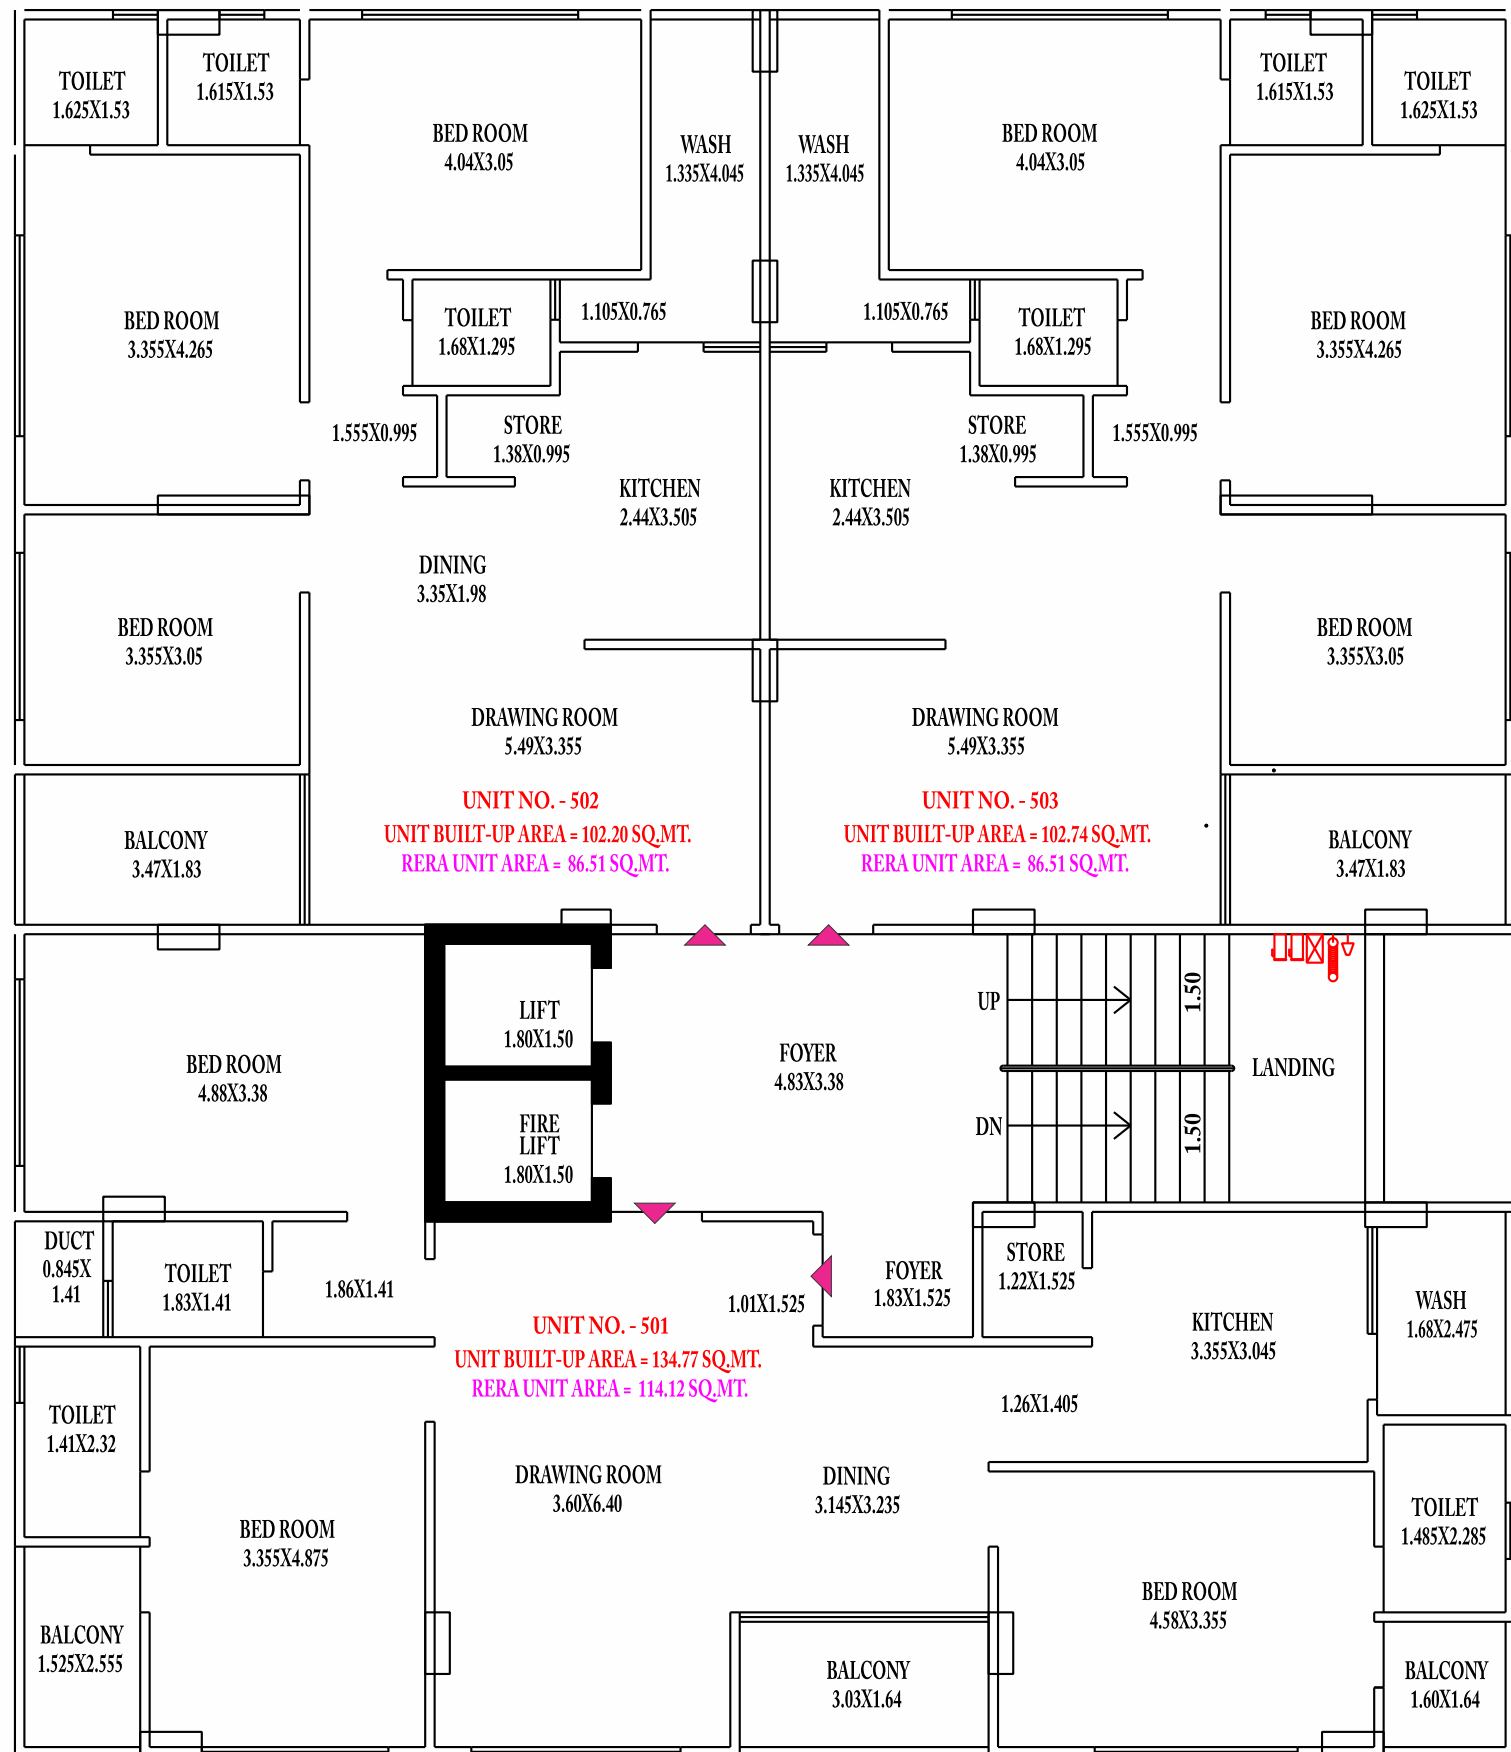 TOILET
1.625X1.53
TOILET
1.615X1.53
BED ROOM
4.04X3.05
WASH
1.335X4.045
WASH
1.335X4.045
BED ROOM
4.04X3.05
TOILET
1.615X1.53
TOILET
1.625X1.53
BED ROOM
3.355X4.265
TOILET
1.68X1.295
1.105X0.765
1.105X0.765
TOILET
1.68X1.295
BED ROOM
3.355X4.265
1.555X0.995
STORE
1.38X0.995
STORE
1.38X0.995
1.555X0.995
KITCHEN
2.44X3.505
KITCHEN
2.44X3.505
DINING
3.35X1.98
BED ROOM
3.355X3.05
BED ROOM
3.355X3.05
DRAWING ROOM
5.49X3.355
DRAWING ROOM
5.49X3.355
UNIT NO. - 502
UNIT BUILT-UP AREA = 102.20 SQ.MT.
RERA UNIT AREA = 86.51 SQ.MT.
UNIT NO. - 503
UNIT BUILT-UP AREA = 102.74 SQ.MT.
RERA UNIT AREA = 86.51 SQ.MT.
BALCONY
3.47X1.83
BALCONY
3.47X1.83
BED ROOM
4.88X3.38
LIFT
1.80X1.50
FOYER
4.83X3.38
UP
1.50
LANDING
FIRE
LIFT
1.80X1.50
DN
1.50
DUCT
0.845X
1.41
TOILET
1.83X1.41
1.86X1.41
1.01X1.525
FOYER
1.83X1.525
STORE
1.22X1.525
KITCHEN
3.355X3.045
WASH
1.68X2.475
UNIT NO. - 501
UNIT BUILT-UP AREA = 134.77 SQ.MT.
RERA UNIT AREA = 114.12 SQ.MT.
1.26X1.405
TOILET
1.41X2.32
DRAWING ROOM
3.60X6.40
DINING
3.145X3.235
TOILET
1.485X2.285
BED ROOM
3.355X4.875
BED ROOM
4.58X3.355
BALCONY
1.525X2.555
BALCONY
3.03X1.64
BALCONY
1.60X1.64